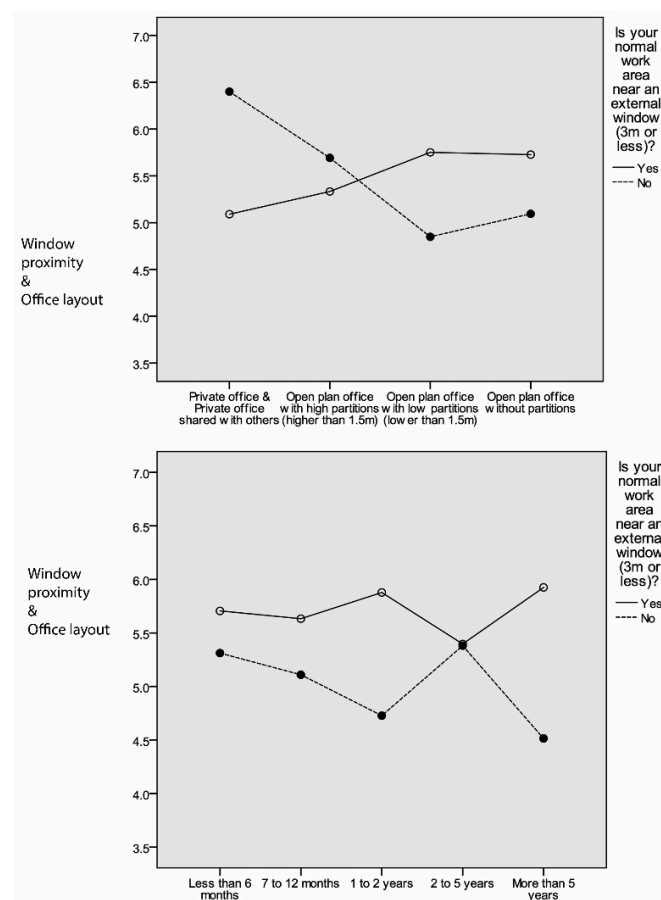 7.0
6.5
6.0
5.5
5.0
4.5
4.0
3.5
Window
proximity
&
Office layout
Is your
normal
work
area
near an
external
window
(3m or
less)?
Yes
No
Private office &
Private office
shared with others
Open plan office
with high partitions
(higher than 1.5m)
Open plan office
with low partitions
(lower than 1.5m)
Open plan office
without partitions
7.0
6.5
6.0
5.5
5.0
4.5
4.0
3.5
Window
proximity
&
Office layout
Is your
normal
work
area
near an
externa
window
(3m or
less)?
Yes
No
Less than 6
months
7 to 12 months
1 to 2 years
2 to 5 years
More than 5
years